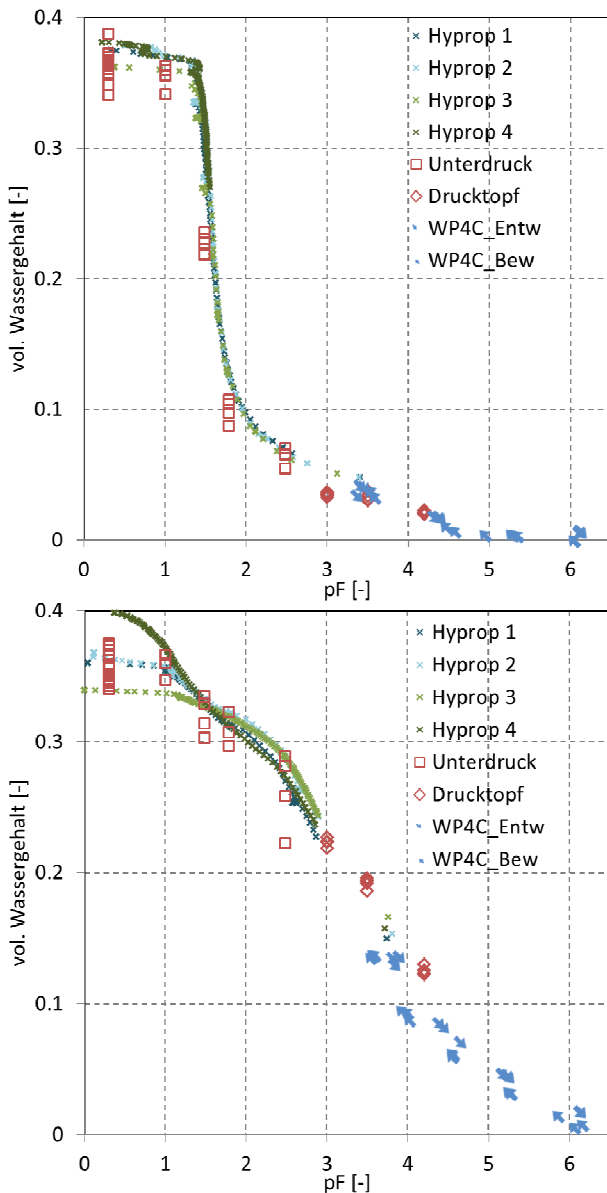 0.4
0.3
0.2
0.1
0
vol. Wassergehalt [-]
Hyprop 1
Hyprop 2
Hyprop 3
Hyprop 4
Unterdruck
Drucktopf
WP4C_Entw
WP4C_Bew
0 1 2 3 4 5 6
pF [-]
0.4
0.3
0.2
0.1
0
vol. Wassergehalt [-]
Hyprop 1
Hyprop 2
Hyprop 3
Hyprop 4
Unterdruck
Drucktopf
WP4C_Entw
WP4C_Bew
0 1 2 3 4 5 6
pF [-]